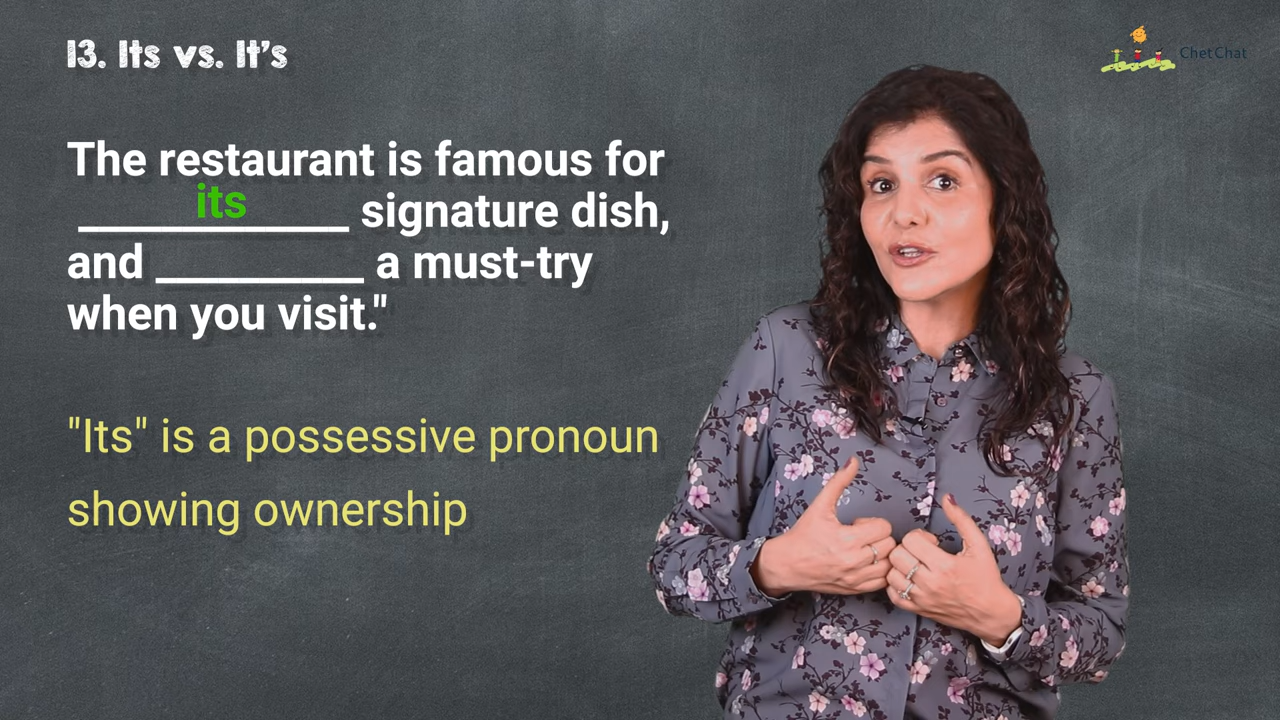 13. Its vs. It's
ChetChat
The restaurant is famous for
its
____________ signature dish,
and _________ a must-try
when you visit."
"Its" is a possessive pronoun
showing ownership